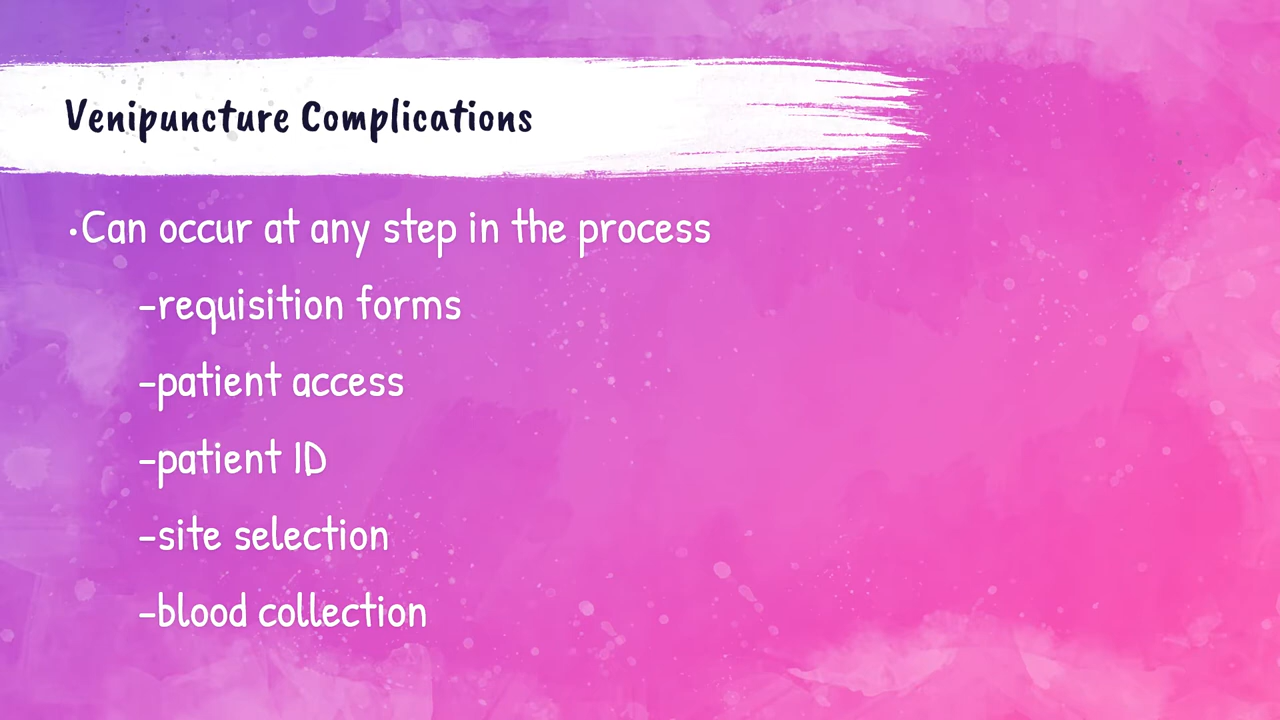 Venipuncture Complications
•Can occur at any step in the process
-requisition forms
-patient access
-patient ID
-site selection
-blood collection